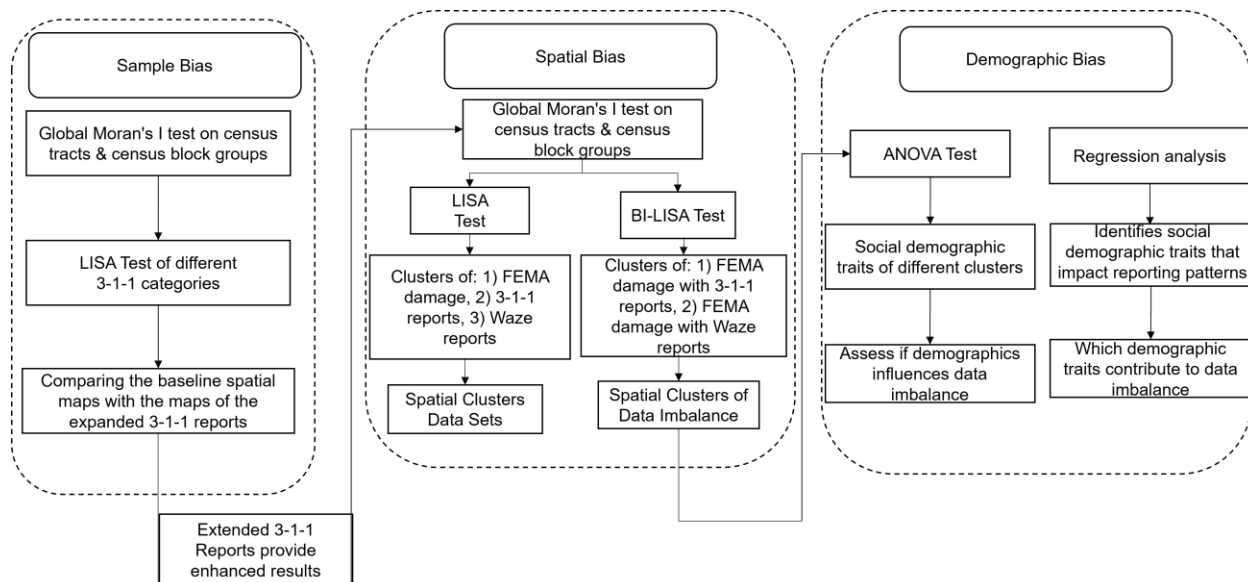 Sample Bias
Global Moran's I test on census
tracts & census block groups
LISA Test of different
3-1-1 categories
Comparing the baseline spatial
maps with the maps of the
expanded 3-1-1 reports
Extended 3-1-1
Reports provide
enhanced results
Spatial Bias
Global Moran's I test on
census tracts & census
block groups
LISA
Test
BI-LISA Test
Clusters of: 1) FEMA
damage, 2) 3-1-1
reports, 3) Waze
reports
Clusters of: 1) FEMA
damage with 3-1-1
reports, 2) FEMA
damage with Waze
reports
Spatial Clusters
Data Sets
Spatial Clusters of
Data Imbalance
Demographic Bias
ANOVA Test
Regression analysis
Social demographic
traits of different clusters
Identifies social
demographic traits that
impact reporting patterns
Assess if demographics
influences data
imbalance
Which demographic
traits contribute to data
imbalance